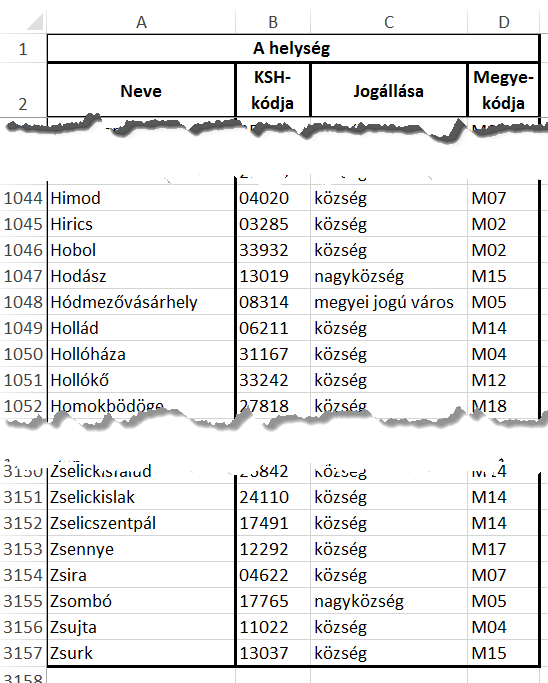 A B C D
1 A helység
2 Neve KSH-kódja Jogállása Megye-kódja
1044 Himod 04020 község M07
1045 Hirics 03285 község M02
1046 Hobol 33932 község M02
1047 Hodász 13019 nagyközség M15
1048 Hódmezővásárhely 08314 megyei jogú város M05
1049 Hollád 06211 község M14
1050 Hollóháza 31167 község M04
1051 Hollókő 33242 község M12
1052 Homokbödöge 27818 község M18
3150 Zselickisfalud 26842 község M14
3151 Zselickislak 24110 község M14
3152 Zselicszentpál 17491 község M14
3153 Zsennye 12292 község M17
3154 Zsira 04622 község M07
3155 Zsombó 17765 nagyközség M05
3156 Zsujta 11022 község M04
3157 Zsurk 13037 község M15
3158